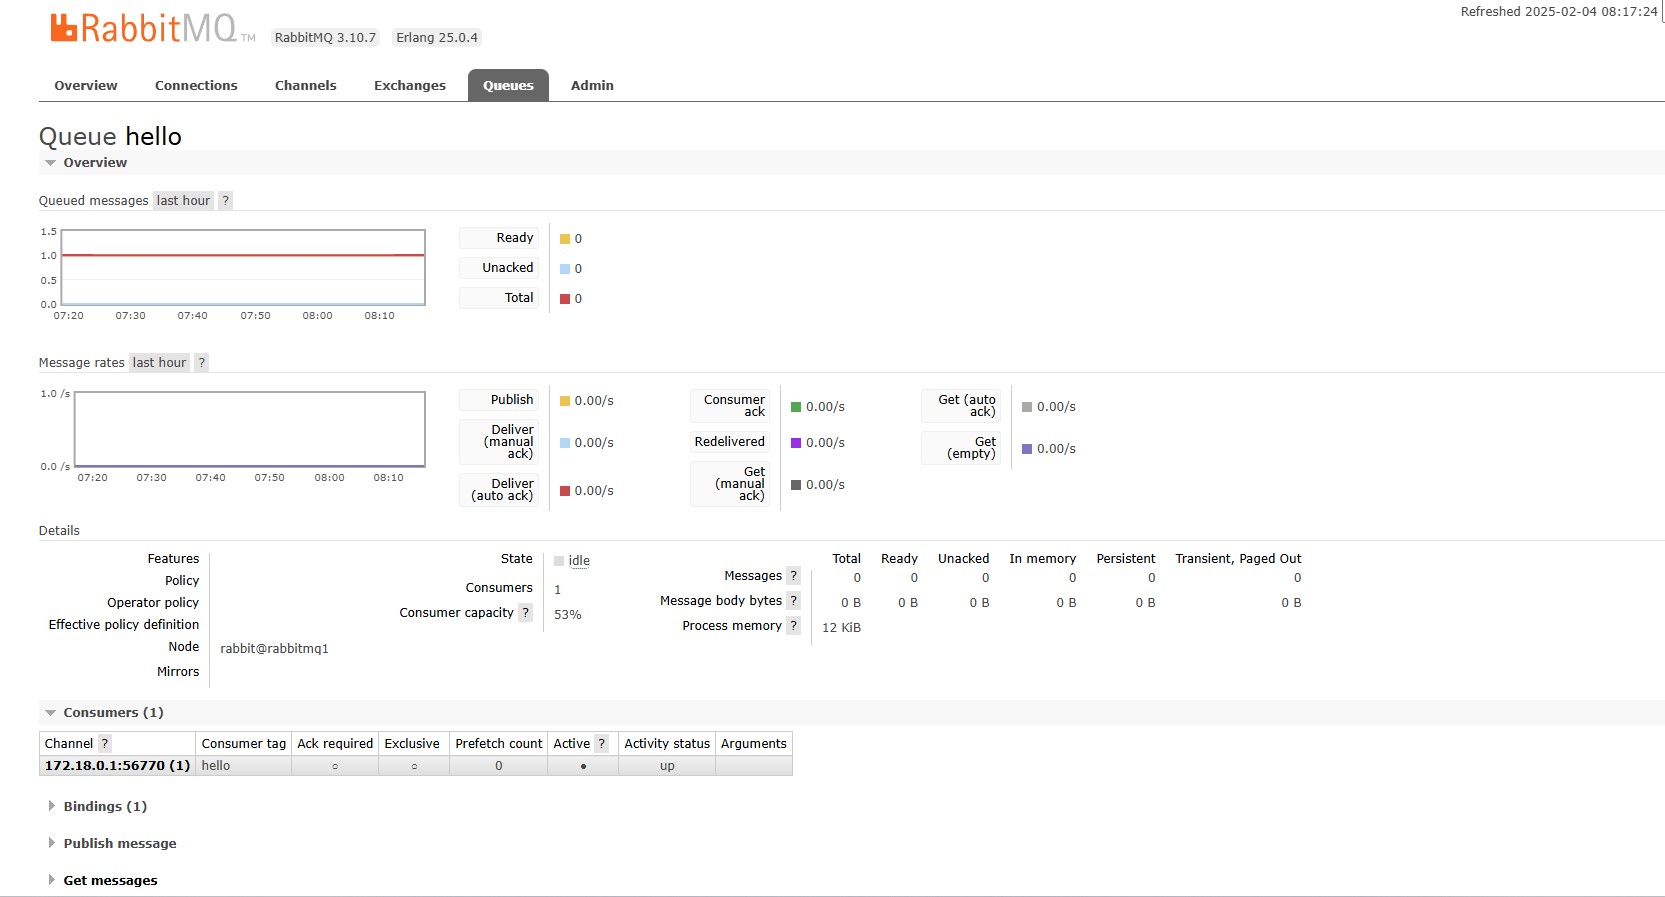 Refreshed 2025-02-04 08:17:24
RabbitMQ TM RabbitMQ 3.10.7 Erlang 25.0.4
Overview Connections Channels Exchanges Queues Admin
Queue hello
Overview
Queued messages last hour ?
1.5
1.0
0.5
0.0
07:20 07:30 07:40 07:50 08:00 08:10
Ready 0
Unacked 0
Total 0
Message rates last hour ?
1.0 /s
0.0 /s
07:20 07:30 07:40 07:50 08:00 08:10
Publish 0.00/s
Deliver
(manual
ack) 0.00/s
Deliver
(auto ack) 0.00/s
Consumer
ack 0.00/s
Redelivered 0.00/s
Get
(manual
ack) 0.00/s
Get (auto
ack) 0.00/s
Get
(empty) 0.00/s
Details
Features
Policy
Operator policy
Effective policy definition
Node rabbit@rabbitmq1
Mirrors
State idle
Consumers 1
Consumer capacity ? 53%
Total Ready Unacked In memory Persistent Transient, Paged Out
Messages ? 0 0 0 0 0 0
Message body bytes ? 0 B 0 B 0 B 0 B 0 B 0 B
Process memory ? 12 KiB
Consumers (1)
Channel ? Consumer tag Ack required Exclusive Prefetch count Active ? Activity status Arguments
172.18.0.1:56770 (1) hello ○ ○ 0 ● up
Bindings (1)
Publish message
Get messages